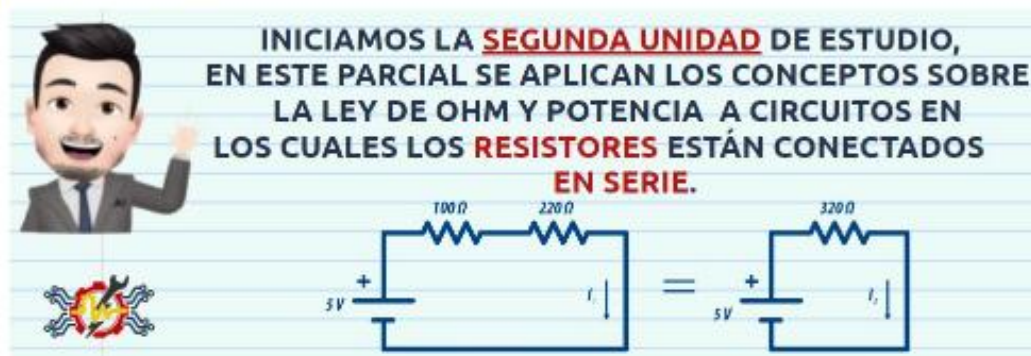 INICIAMOS LA SEGUNDA UNIDAD DE ESTUDIO,
EN ESTE PARCIAL SE APLICAN LOS CONCEPTOS SOBRE
LA LEY DE OHM Y POTENCIA A CIRCUITOS EN
LOS CUALES LOS RESISTORES ESTÁN CONECTADOS
EN SERIE.
100 Ω 220 Ω 320 Ω
+ = +
5 V 5 V